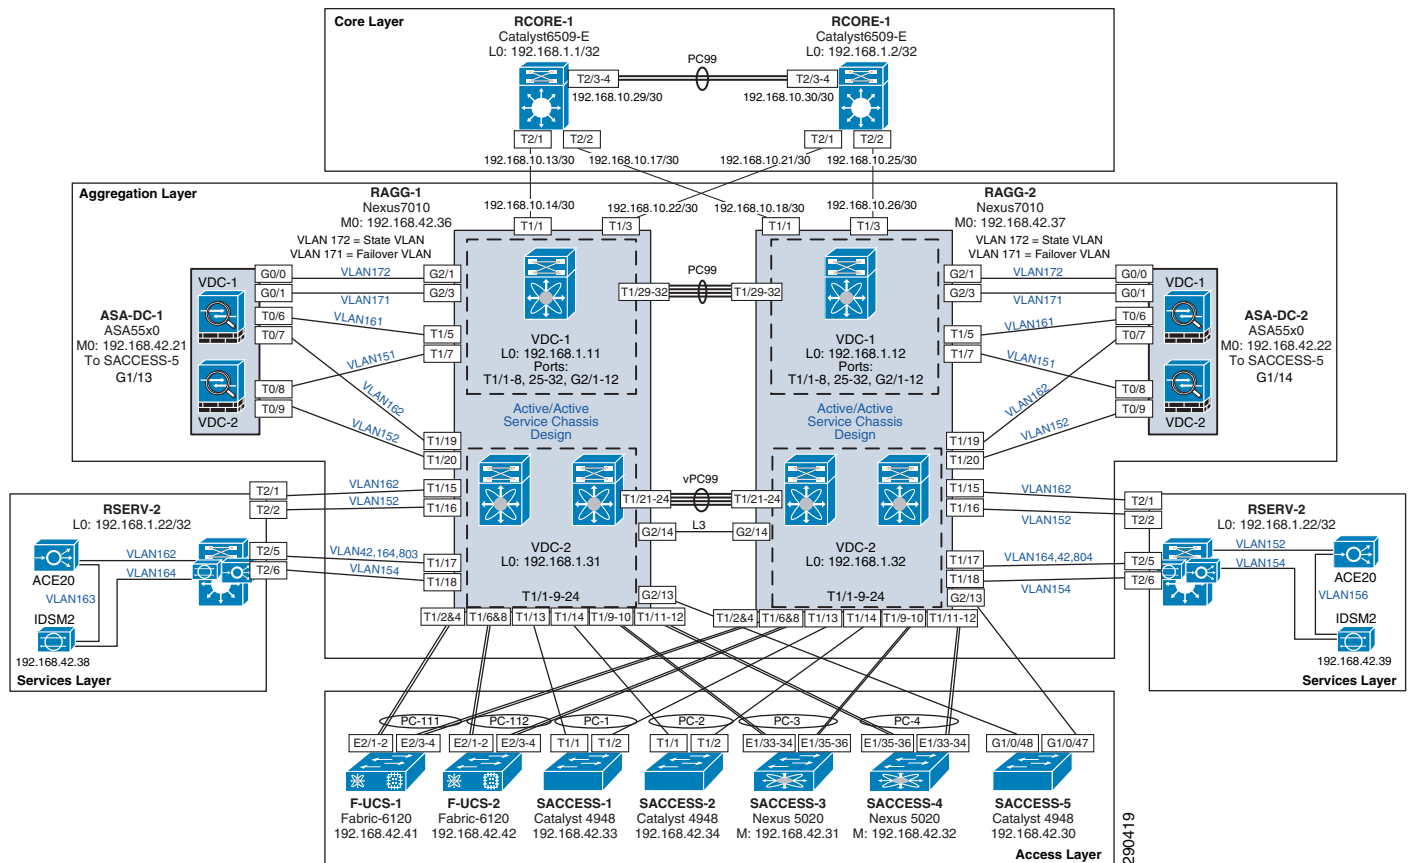 Core Layer
RCORE-1
Catalyst6509-E
L0: 192.168.1.1/32
RCORE-1
Catalyst6509-E
L0: 192.168.1.2/32
PC99
T2/3-4
T2/3-4
192.168.10.29/30
192.168.10.30/30
T2/1
T2/2
T2/1
T2/2
192.168.10.13/30
192.168.10.17/30
192.168.10.21/30
192.168.10.25/30
Aggregation Layer
RAGG-1
Nexus7010
M0: 192.168.42.36
VLAN 172 = State VLAN
VLAN 171 = Failover VLAN
192.168.10.14/30
192.168.10.22/30
192.168.10.18/30
192.168.10.26/30
RAGG-2
Nexus7010
M0: 192.168.42.37
VLAN 172 = State VLAN
VLAN 171 = Failover VLAN
T1/1
T1/3
T1/1
T1/3
ASA-DC-1
ASA55x0
M0: 192.168.42.21
To SACCESS-5
G1/13
VDC-1
VDC-2
G0/0
G0/1
T0/6
T0/7
T0/8
T0/9
VLAN172
VLAN171
VLAN161
VLAN151
VLAN162
VLAN152
G2/1
G2/3
T1/5
T1/7
T1/19
T1/20
VDC-1
L0: 192.168.1.11
Ports:
T1/1-8, 25-32, G2/1-12
Active/Active
Service Chassis
Design
T1/29-32
PC99
T1/29-32
VDC-1
L0: 192.168.1.12
Ports:
T1/1-8, 25-32, G2/1-12
Active/Active
Service Chassis
Design
G2/1
G2/3
T1/5
T1/7
T1/19
T1/20
VLAN172
VLAN171
VLAN161
VLAN151
VLAN162
VLAN152
G0/0
G0/1
T0/6
T0/7
T0/8
T0/9
VDC-1
VDC-2
ASA-DC-2
ASA55x0
M0: 192.168.42.22
To SACCESS-5
G1/14
RSERV-2
L0: 192.168.1.22/32
T2/1
T2/2
T2/5
T2/6
VLAN162
VLAN152
VLAN42,164,803
VLAN154
T1/15
T1/16
T1/17
T1/18
ACE20
VLAN162
VLAN164
VLAN163
IDSM2
192.168.42.38
Services Layer
VDC-2
L0: 192.168.1.31
T1/1-9-24
T1/21-24
vPC99
T1/21-24
G2/14
L3
G2/14
G2/13
VDC-2
L0: 192.168.1.32
T1/1-9-24
T1/15
T1/16
T1/17
T1/18
G2/13
VLAN162
VLAN152
VLAN164,42,804
VLAN154
T2/1
T2/2
T2/5
T2/6
RSERV-2
L0: 192.168.1.22/32
VLAN152
VLAN154
ACE20
VLAN156
IDSM2
192.168.42.39
Services Layer
T1/2&4
T1/6&8
T1/13
T1/14
T1/9-10
T1/11-12
T1/2&4
T1/6&8
T1/13
T1/14
T1/9-10
T1/11-12
PC-111
PC-112
PC-1
PC-2
PC-3
PC-4
E2/1-2
E2/3-4
E2/1-2
E2/3-4
T1/1
T1/2
T1/1
T1/2
E1/33-34
E1/35-36
E1/35-36
E1/33-34
G1/0/48
G1/0/47
F-UCS-1
Fabric-6120
192.168.42.41
F-UCS-2
Fabric-6120
192.168.42.42
SACCESS-1
Catalyst 4948
192.168.42.33
SACCESS-2
Catalyst 4948
192.168.42.34
SACCESS-3
Nexus 5020
M: 192.168.42.31
SACCESS-4
Nexus 5020
M: 192.168.42.32
SACCESS-5
Catalyst 4948
192.168.42.30
Access Layer
290419